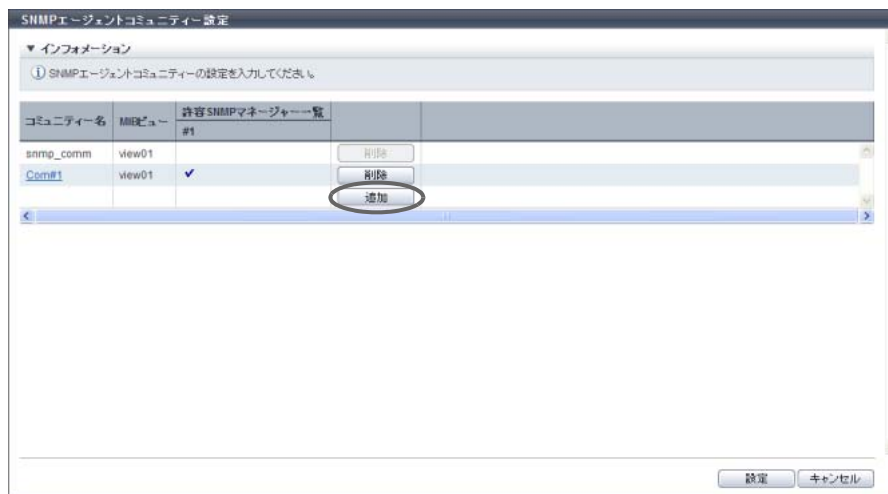 SNMPエージェントコミュニティー設定
▼ インフォメーション
SNMPエージェントコミュニティーの設定を入力してください。
コミュニティー名 MIBビュー 許容SNMPマネージャー一覧
#1
snmp_comm view01 削除
Com#1 view01 ✔ 削除
追加
設定 キャンセル